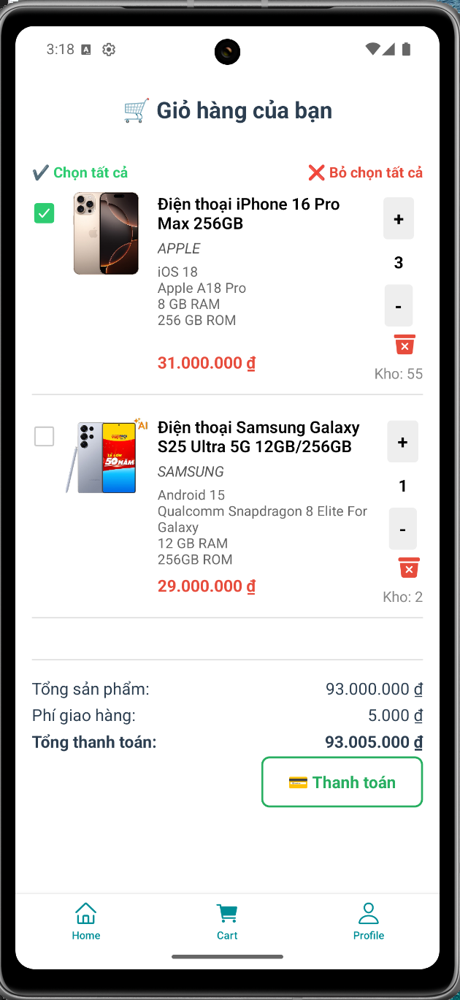 3:18
Giỏ hàng của bạn
Chọn tất cả
Bỏ chọn tất cả
Điện thoại iPhone 16 Pro
Max 256GB
APPLE
iOS 18
Apple A18 Pro
8 GB RAM
256 GB ROM
31.000.000 ₫
+
3
-
Kho: 55
AI
Điện thoại Samsung Galaxy
S25 Ultra 5G 12GB/256GB
SAMSUNG
Android 15
Qualcomm Snapdragon 8 Elite For
Galaxy
12 GB RAM
256GB ROM
29.000.000 ₫
+
1
-
Kho: 2
Tổng sản phẩm: 93.000.000 ₫
Phí giao hàng: 5.000 ₫
Tổng thanh toán: 93.005.000 ₫
Thanh toán
Home
Cart
Profile